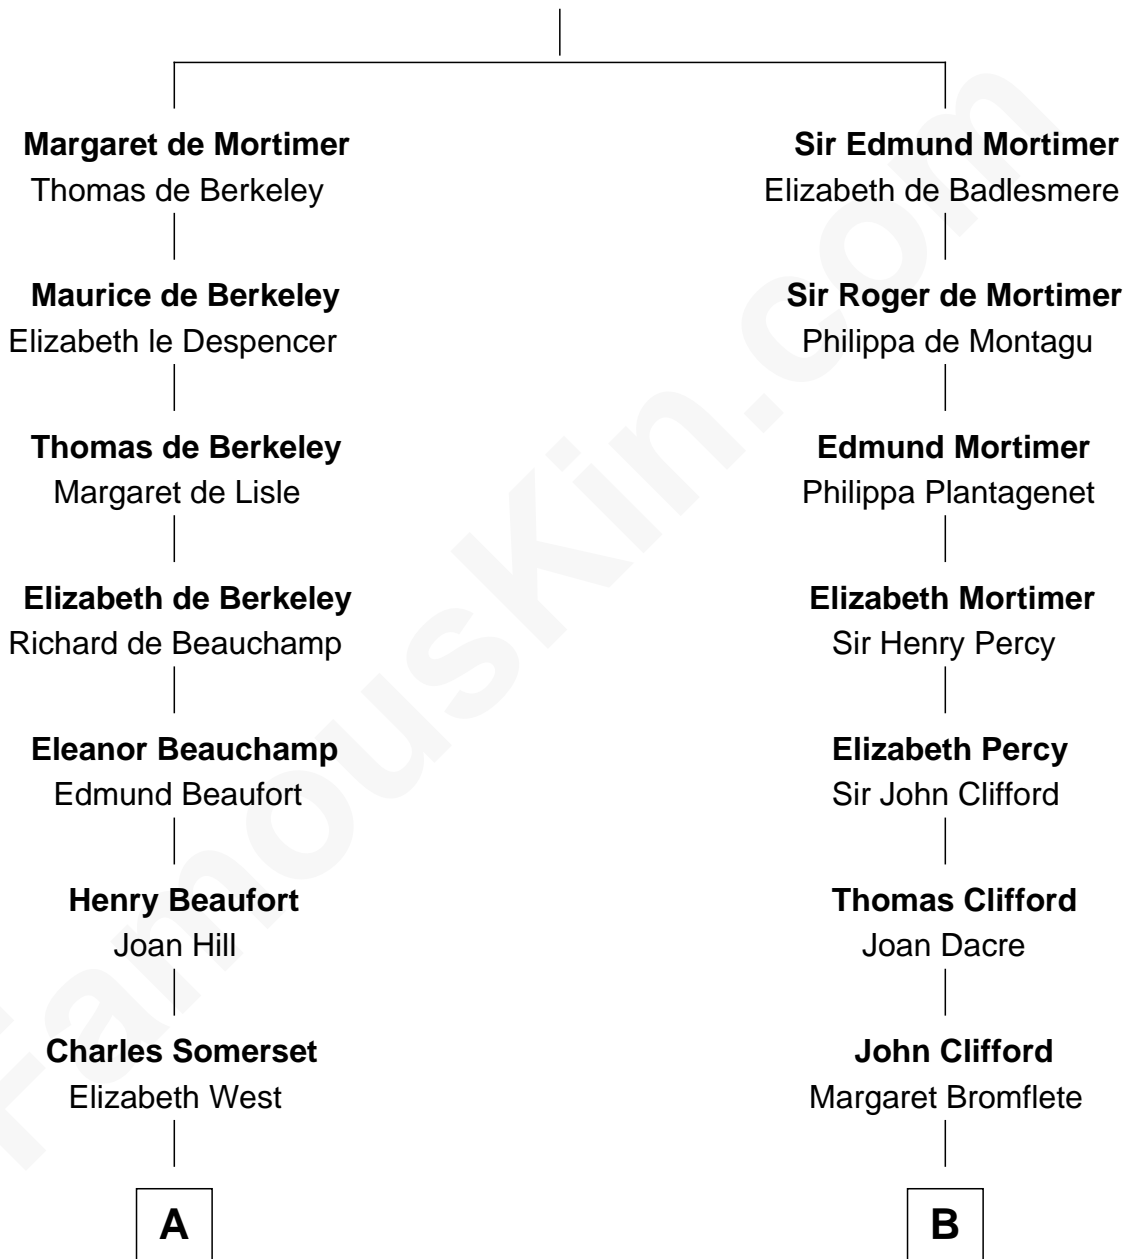 Margaret de Mortimer
Thomas de Berkeley
Maurice de Berkeley
Elizabeth le Despencer
Thomas de Berkeley
Margaret de Lisle
Elizabeth de Berkeley
Richard de Beauchamp
Eleanor Beauchamp
Edmund Beaufort
Henry Beaufort
Joan Hill
Charles Somerset
Elizabeth West
A
Sir Edmund Mortimer
Elizabeth de Badlesmere
Sir Roger de Mortimer
Philippa de Montagu
Edmund Mortimer
Philippa Plantagenet
Elizabeth Mortimer
Sir Henry Percy
Elizabeth Percy
Sir John Clifford
Thomas Clifford
Joan Dacre
John Clifford
Margaret Bromflete
B
FamousKin.com